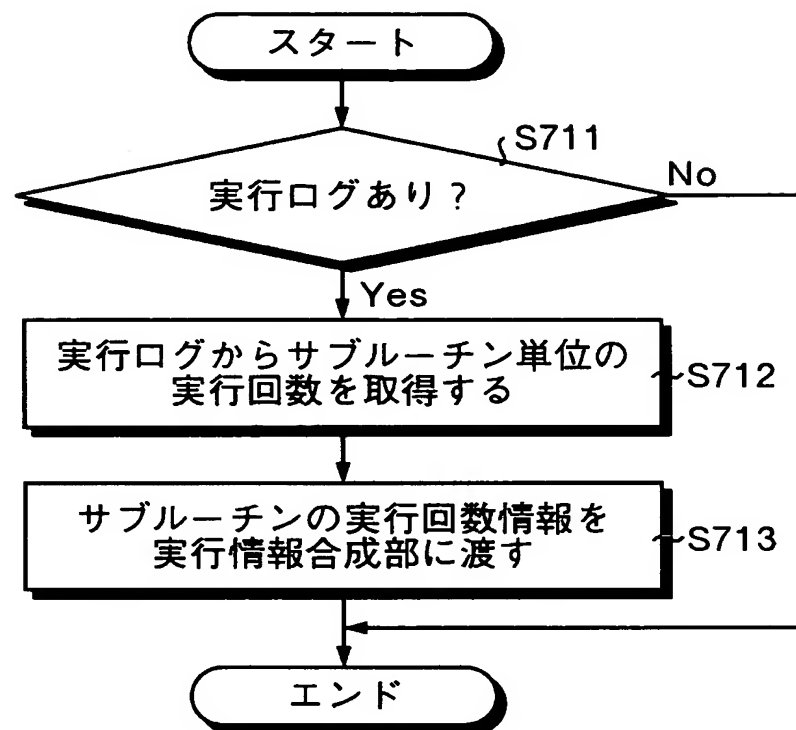 スタート
S711
実行ログあり?
No
Yes
実行ログからサブルーチン単位の
実行回数を取得する
S712
サブルーチンの実行回数情報を
実行情報合成部に渡す
S713
エンド